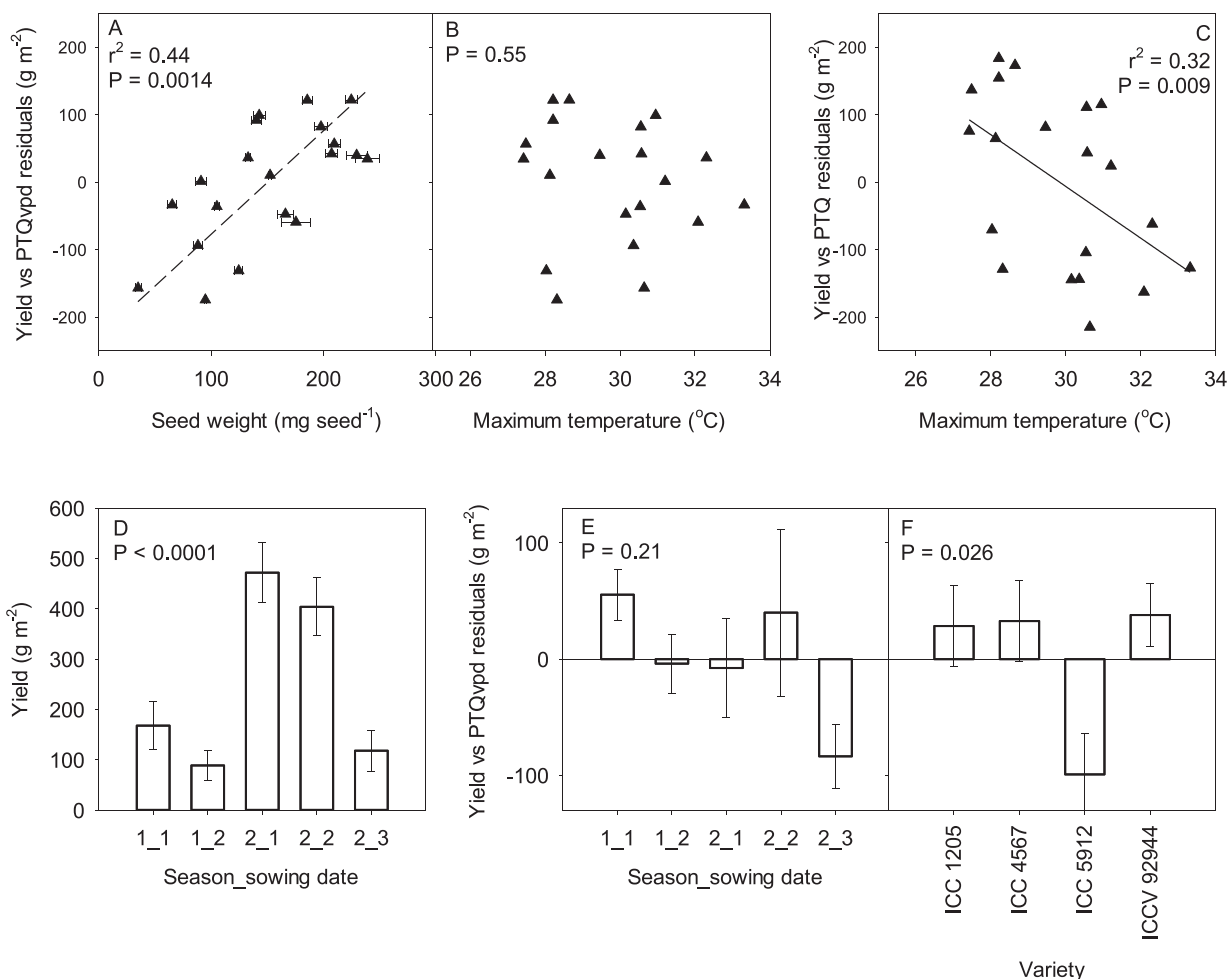 A
r² = 0.44
P = 0.0014
B
P = 0.55
C
r² = 0.32
P = 0.009
Yield vs PTQvpd residuals (g m⁻²)
200
100
0
-100
-200
0
100
200
300
Seed weight (mg seed⁻¹)
26
28
30
32
34
Maximum temperature (°C)
Yield vs PTQ residuals (g m⁻²)
200
100
0
-100
-200
26
28
30
32
34
Maximum temperature (°C)
D
P < 0.0001
Yield (g m⁻²)
600
500
400
300
200
100
0
1_1
1_2
2_1
2_2
2_3
Season_sowing date
E
P = 0.21
Yield vs PTQvpd residuals (g m⁻²)
100
0
-100
1_1
1_2
2_1
2_2
2_3
Season_sowing date
F
P = 0.026
ICC 1205
ICC 4567
ICC 5912
ICCV 92944
Variety